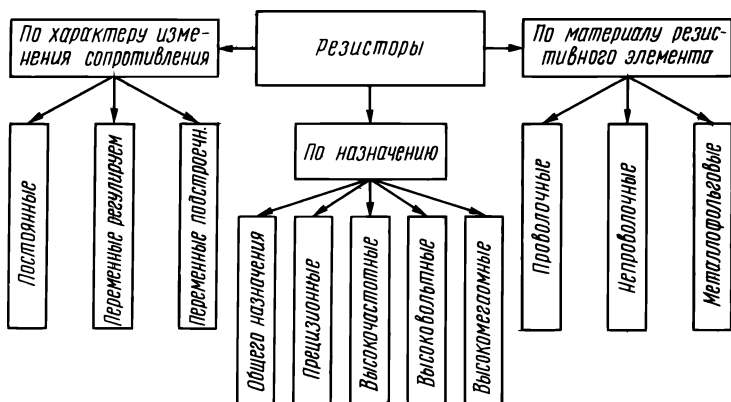 По характеру изме-
нения сопротивления
Резисторы
По материалу резис-
тивного элемента
Постоянные
Переменные регулируем
Переменные подстроечн.
По назначению
Общего назначения
Прецизионные
Высокочастотные
Высоковольтные
Высокомегаомные
Проволочные
Непроволочные
Металлофольговые